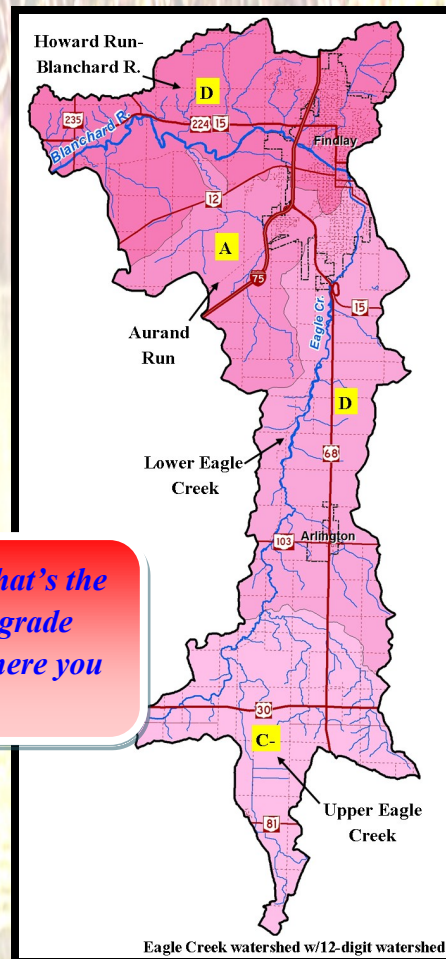 Howard Run-
Blanchard R.
D
235
224 15
Blanchard R.
Findlay
12
A
75
15
Aurand
Run
Eagle Cr.
D
Lower Eagle
Creek
68
103
Arlington
hat's the
grade
here you
30
C-
Upper Eagle
Creek
81
Eagle Creek watershed w/12-digit watershed